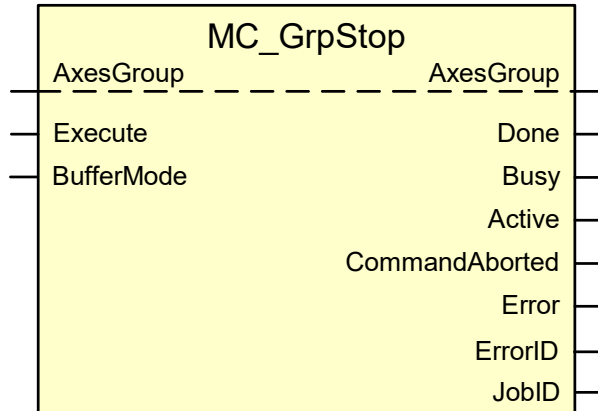 MC_GrpStop
AxesGroup AxesGroup
Execute Done
BufferMode Busy
Active
CommandAborted
Error
ErrorID
JobID